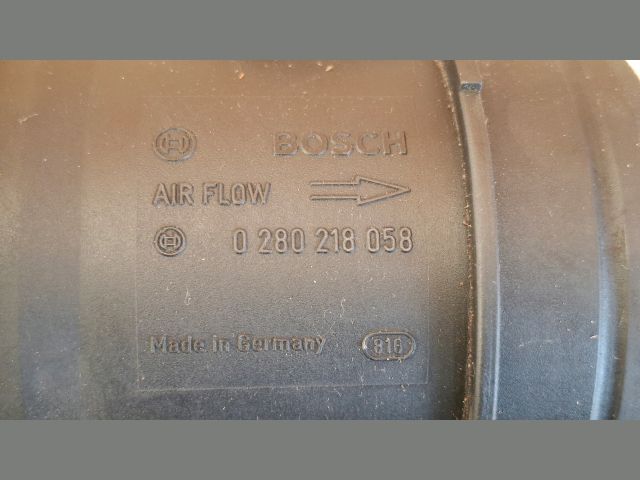 BOSCH
AIR FLOW
0 280 218 058
Made in Germany 816